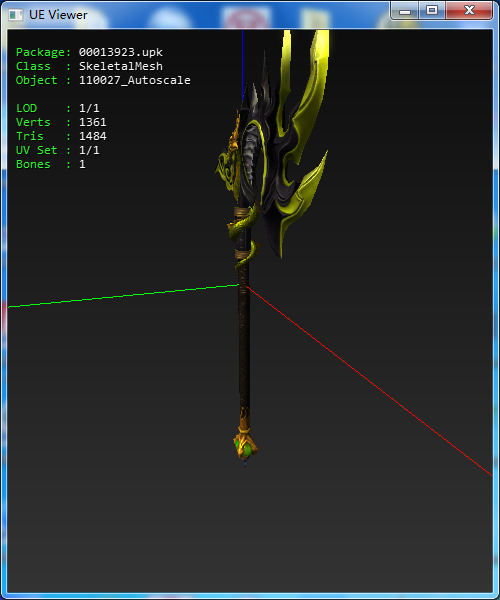 UE Viewer
Package: 00013923.upk
Class : SkeletalMesh
Object : 110027_Autoscale
LOD : 1/1
Verts : 1361
Tris : 1484
UV Set : 1/1
Bones : 1